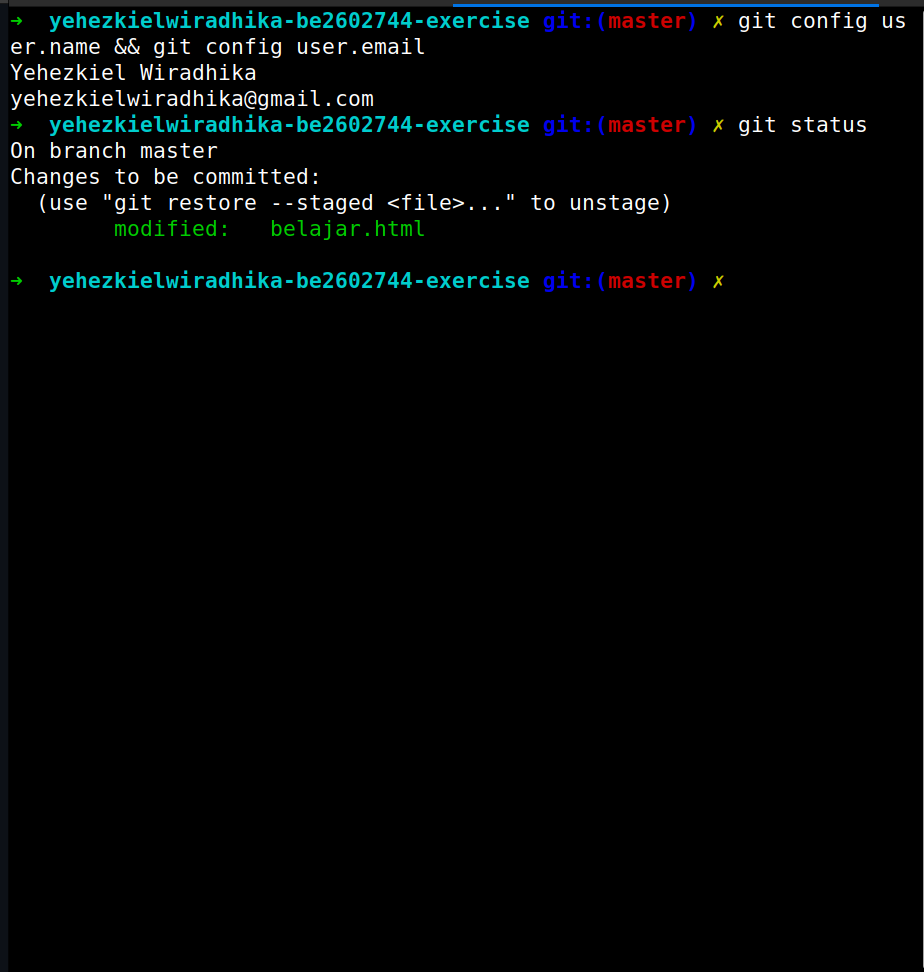 ➜  yehezkielwiradhika-be2602744-exercise git:(master) ✗ git config us
er.name && git config user.email
Yehezkiel Wiradhika
yehezkielwiradhika@gmail.com
➜  yehezkielwiradhika-be2602744-exercise git:(master) ✗ git status
On branch master
Changes to be committed:
  (use "git restore --staged <file>..." to unstage)
        modified:   belajar.html

➜  yehezkielwiradhika-be2602744-exercise git:(master) ✗